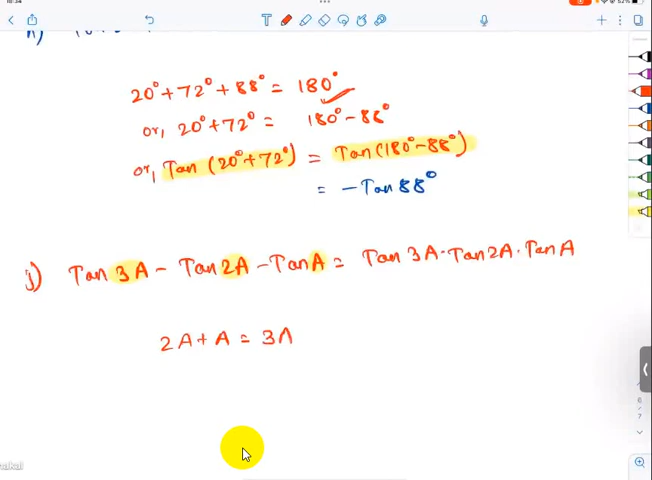 20° + 72° + 88° = 180°
or, 20° + 72° = 180° - 88°
or, Tan (20° + 72°) = Tan (180° - 88°)
= - Tan 88°
j) Tan 3A - Tan 2A - Tan A = Tan 3A · Tan 2A · Tan A
2A + A = 3A